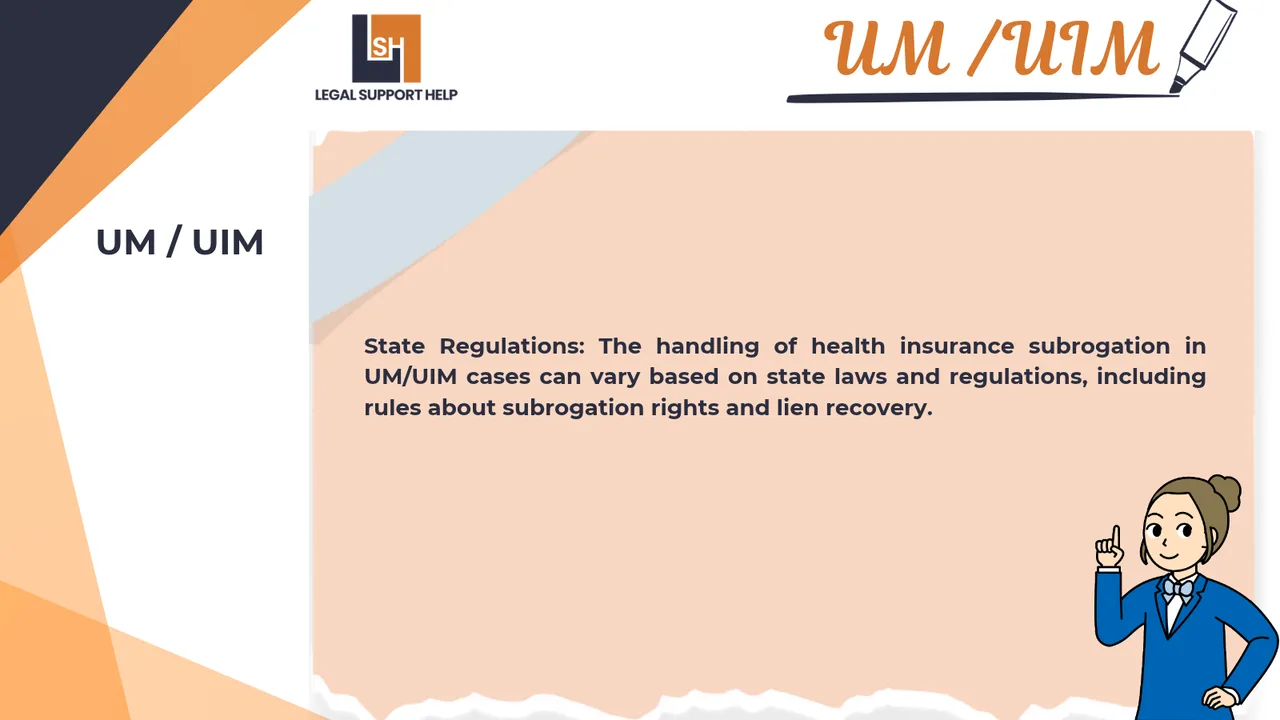 SH
LEGAL SUPPORT HELP
UM /UIM
UM / UIM
State Regulations: The handling of health insurance subrogation in
UM/UIM cases can vary based on state laws and regulations, including
rules about subrogation rights and lien recovery.